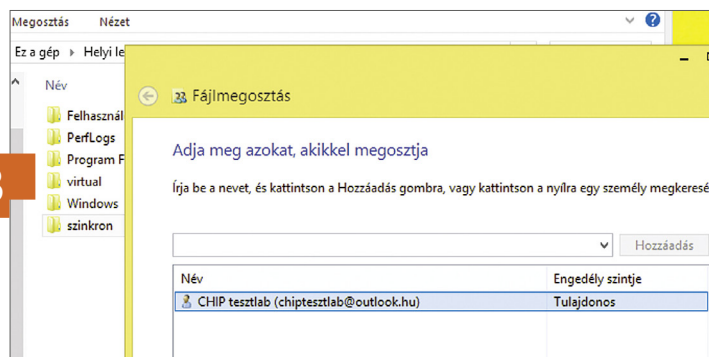 Megosztás Nézet
Ez a gép Helyi
Név
PerfLogs
Program
virtual
Windows
szinkron
Fájlmegosztás
Adja meg azokat, akikkel megosztja
Írja be a nevet, és kattintson a Hozzáadás gombra, vagy kattintson a nyílra egy személy
Hozzáadás
Név Engedély szintje
CHIP tesztlab (chiptesztlab@outlook.hu) Tulajdonos